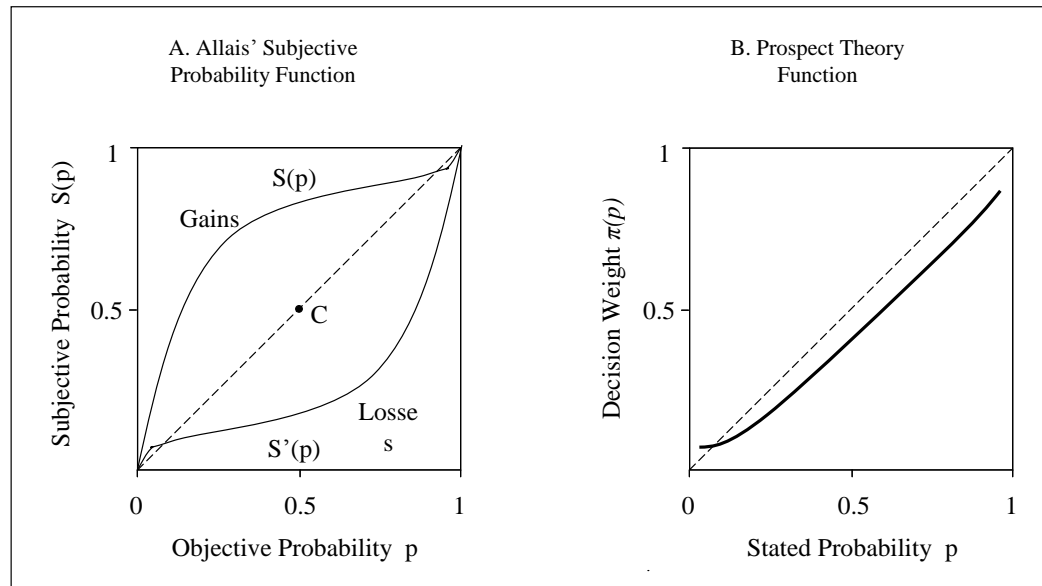 A. Allais’ Subjective
Probability Function
1
S(p)
Gains
0.5
C
Losse
s
S’(p)
0
0.5
1
Subjective Probability S(p)
Objective Probability p
B. Prospect Theory
Function
1
0.5
0
0.5
1
Decision Weight π(p)
Stated Probability p